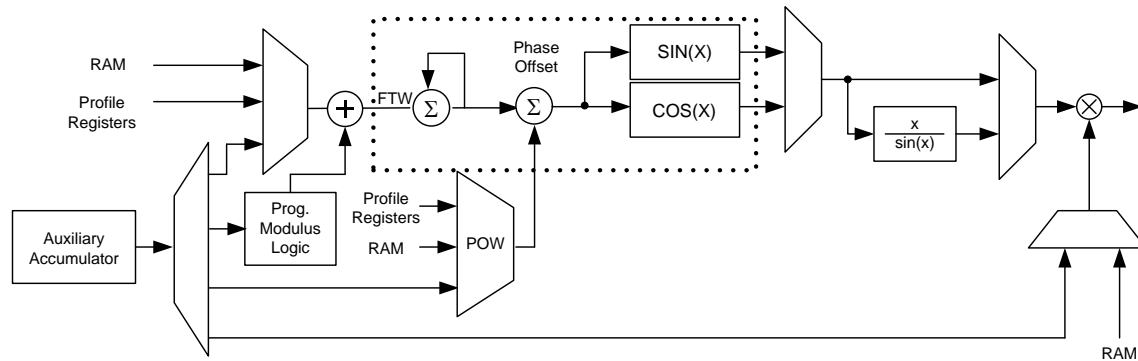 RAM
Profile
Registers
FTW
Σ
Phase
Offset
Σ
SIN(X)
COS(X)
x
sin(x)
Auxiliary
Accumulator
Prog.
Modulus
Logic
Profile
Registers
RAM
POW
RAM